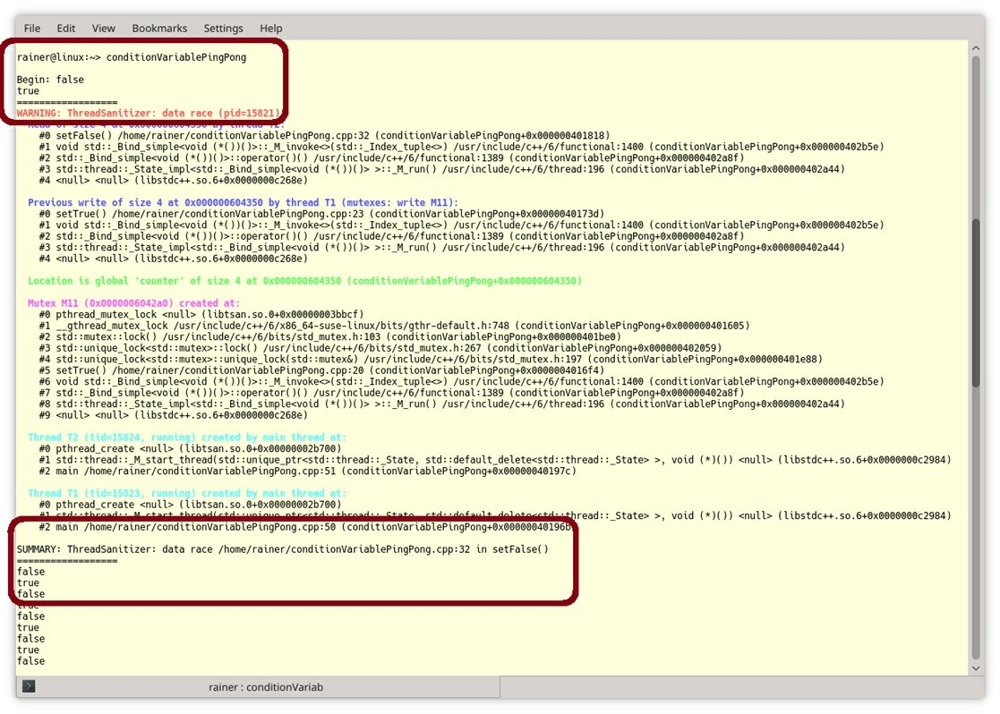 File Edit View Bookmarks Settings Help
rainer@linux:~> conditionVariablePingPong
Begin: false
true
==================
WARNING: ThreadSanitizer: data race (pid=15821)
Read of size 4 at 0x000000604350 by thread T2:
#0 setFalse() /home/rainer/conditionVariablePingPong.cpp:32 (conditionVariablePingPong+0x000000401818)
#1 void std::_Bind_simple<void (*())()>::_M_invoke<>(std::_Index_tuple<>) /usr/include/c++/6/functional:1400 (conditionVariablePingPong+0x000000402b5e)
#2 std::_Bind_simple<void (*())()>::operator()() /usr/include/c++/6/functional:1389 (conditionVariablePingPong+0x000000402a8f)
#3 std::thread::_State_impl<std::_Bind_simple<void (*())()> >::_M_run() /usr/include/c++/6/thread:196 (conditionVariablePingPong+0x000000402a44)
#4 <null> <null> (libstdc++.so.6+0x0000000c268e)
Previous write of size 4 at 0x000000604350 by thread T1 (mutexes: write M11):
#0 setTrue() /home/rainer/conditionVariablePingPong.cpp:23 (conditionVariablePingPong+0x00000040173d)
#1 void std::_Bind_simple<void (*())()>::_M_invoke<>(std::_Index_tuple<>) /usr/include/c++/6/functional:1400 (conditionVariablePingPong+0x000000402b5e)
#2 std::_Bind_simple<void (*())()>::operator()() /usr/include/c++/6/functional:1389 (conditionVariablePingPong+0x000000402a8f)
#3 std::thread::_State_impl<std::_Bind_simple<void (*())()> >::_M_run() /usr/include/c++/6/thread:196 (conditionVariablePingPong+0x000000402a44)
#4 <null> <null> (libstdc++.so.6+0x0000000c268e)
Location is global 'counter' of size 4 at 0x000000604350 (conditionVariablePingPong+0x000000604350)
Mutex M11 (0x0000006042a0) created at:
#0 pthread_mutex_lock <null> (libtsan.so.0+0x00000003bbcf)
#1 __gthread_mutex_lock /usr/include/c++/6/x86_64-suse-linux/bits/gthr-default.h:748 (conditionVariablePingPong+0x000000401605)
#2 std::mutex::lock() /usr/include/c++/6/bits/std_mutex.h:103 (conditionVariablePingPong+0x000000401be0)
#3 std::unique_lock<std::mutex>::lock() /usr/include/c++/6/bits/std_mutex.h:267 (conditionVariablePingPong+0x000000402059)
#4 std::unique_lock<std::mutex>::unique_lock(std::mutex&) /usr/include/c++/6/bits/std_mutex.h:197 (conditionVariablePingPong+0x000000401e88)
#5 setTrue() /home/rainer/conditionVariablePingPong.cpp:20 (conditionVariablePingPong+0x0000004016f4)
#6 void std::_Bind_simple<void (*())()>::_M_invoke<>(std::_Index_tuple<>) /usr/include/c++/6/functional:1400 (conditionVariablePingPong+0x000000402b5e)
#7 std::_Bind_simple<void (*())()>::operator()() /usr/include/c++/6/functional:1389 (conditionVariablePingPong+0x000000402a8f)
#8 std::thread::_State_impl<std::_Bind_simple<void (*())()> >::_M_run() /usr/include/c++/6/thread:196 (conditionVariablePingPong+0x000000402a44)
#9 <null> <null> (libstdc++.so.6+0x0000000c268e)
Thread T2 (tid=15824, running) created by main thread at:
#0 pthread_create <null> (libtsan.so.0+0x00000002b700)
#1 std::thread::_M_start_thread(std::unique_ptr<std::thread::_State, std::default_delete<std::thread::_State> >, void (*)()) <null> (libstdc++.so.6+0x0000000c2984)
#2 main /home/rainer/conditionVariablePingPong.cpp:51 (conditionVariablePingPong+0x00000040197c)
Thread T1 (tid=15823, running) created by main thread at:
#0 pthread_create <null> (libtsan.so.0+0x00000002b700)
#1 std::thread::_M_start_thread(std::unique_ptr<std::thread::_State, std::default_delete<std::thread::_State> >, void (*)()) <null> (libstdc++.so.6+0x0000000c2984)
#2 main /home/rainer/conditionVariablePingPong.cpp:50 (conditionVariablePingPong+0x00000040196b
SUMMARY: ThreadSanitizer: data race /home/rainer/conditionVariablePingPong.cpp:32 in setFalse()
==================
false
true
false
true
false
true
false
true
false
rainer : conditionVariab